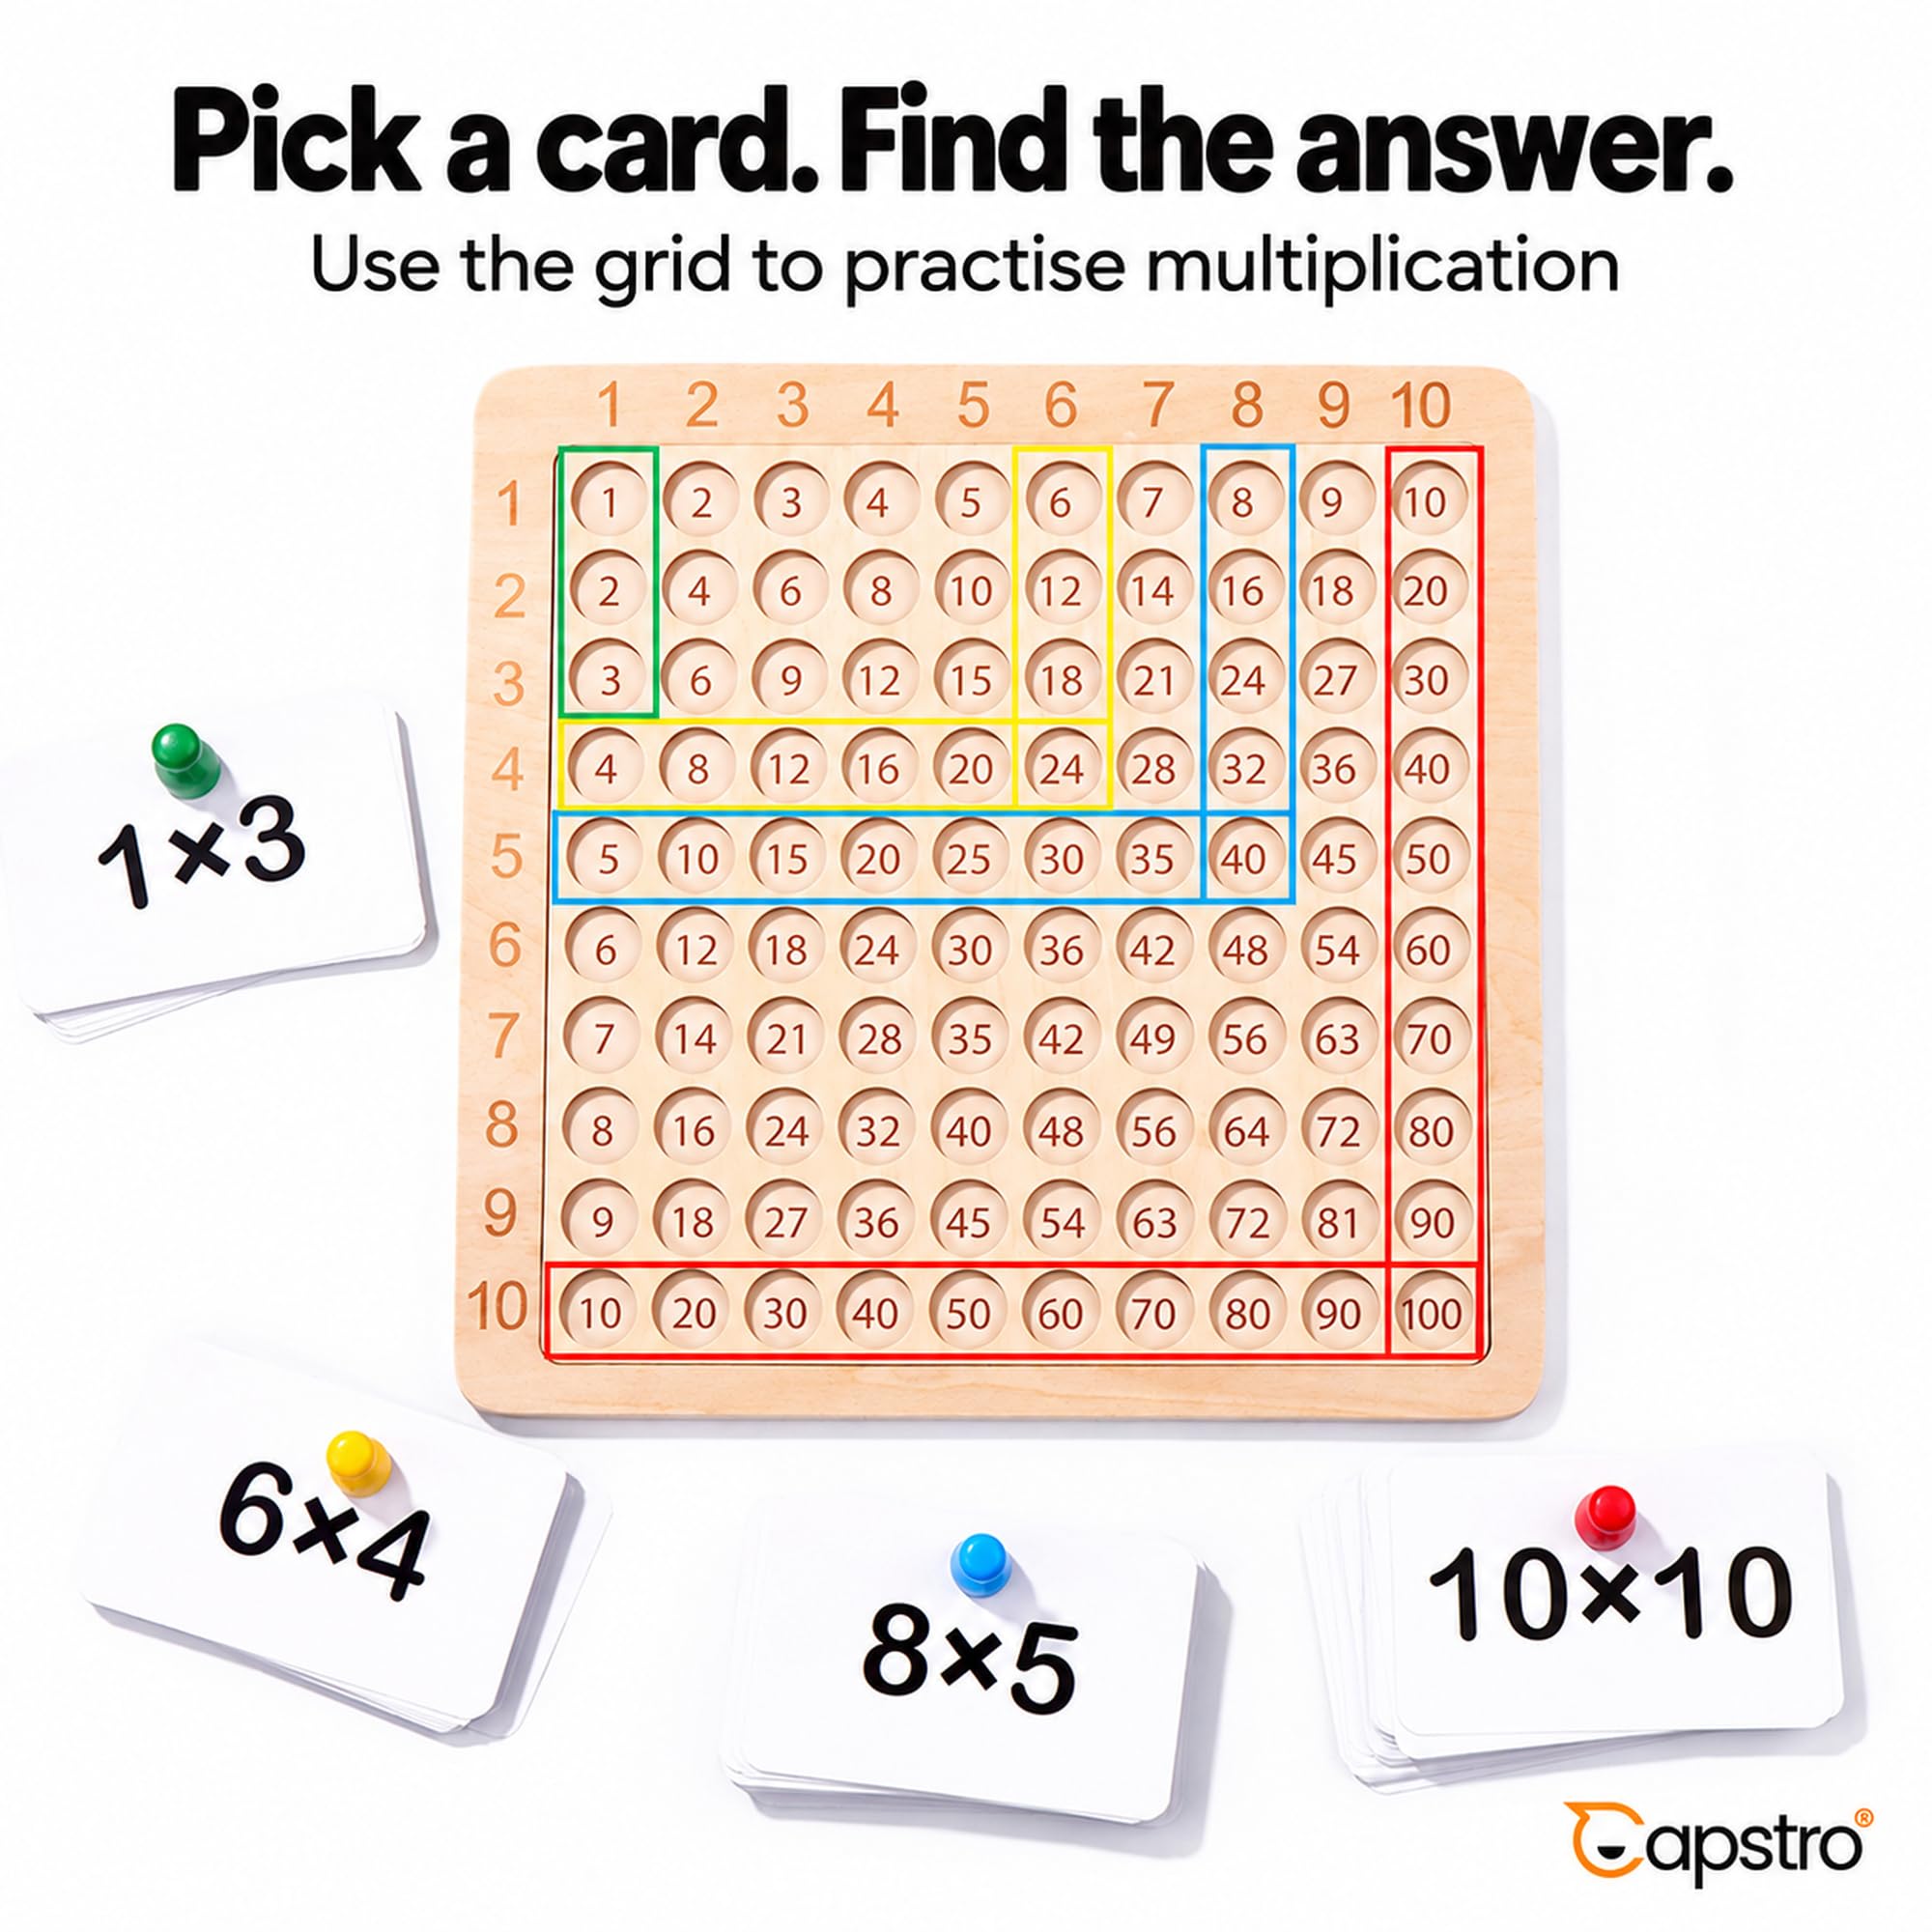 Pick a card. Find the answer.
Use the grid to practise multiplication
1 2 3 4 5 6 7 8 9 10
1 1 2 3 4 5 6 7 8 9 10
2 2 4 6 8 10 12 14 16 18 20
3 3 6 9 12 15 18 21 24 27 30
4 4 8 12 16 20 24 28 32 36 40
5 5 10 15 20 25 30 35 40 45 50
6 6 12 18 24 30 36 42 48 54 60
7 7 14 21 28 35 42 49 56 63 70
8 8 16 24 32 40 48 56 64 72 80
9 9 18 27 36 45 54 63 72 81 90
10 10 20 30 40 50 60 70 80 90 100
1×3
6×4
8×5
10×10
Capstro®